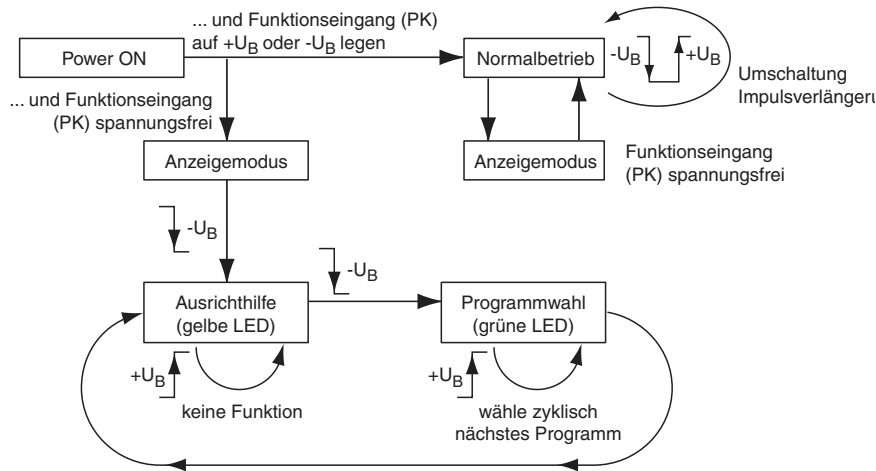 ... und Funktionseingang (PK)
auf +UB oder -UB legen
Power ON
Normalbetrieb
-UB
+UB
Umschaltung
Impulsverlängeru
... und Funktionseingang
(PK) spannungsfrei
Anzeigemodus
Anzeigemodus
Funktionseingang
(PK) spannungsfrei
-UB
-UB
Ausrichthilfe
(gelbe LED)
Programmwahl
(grüne LED)
+UB
keine Funktion
+UB
wähle zyklisch
nächstes Programm